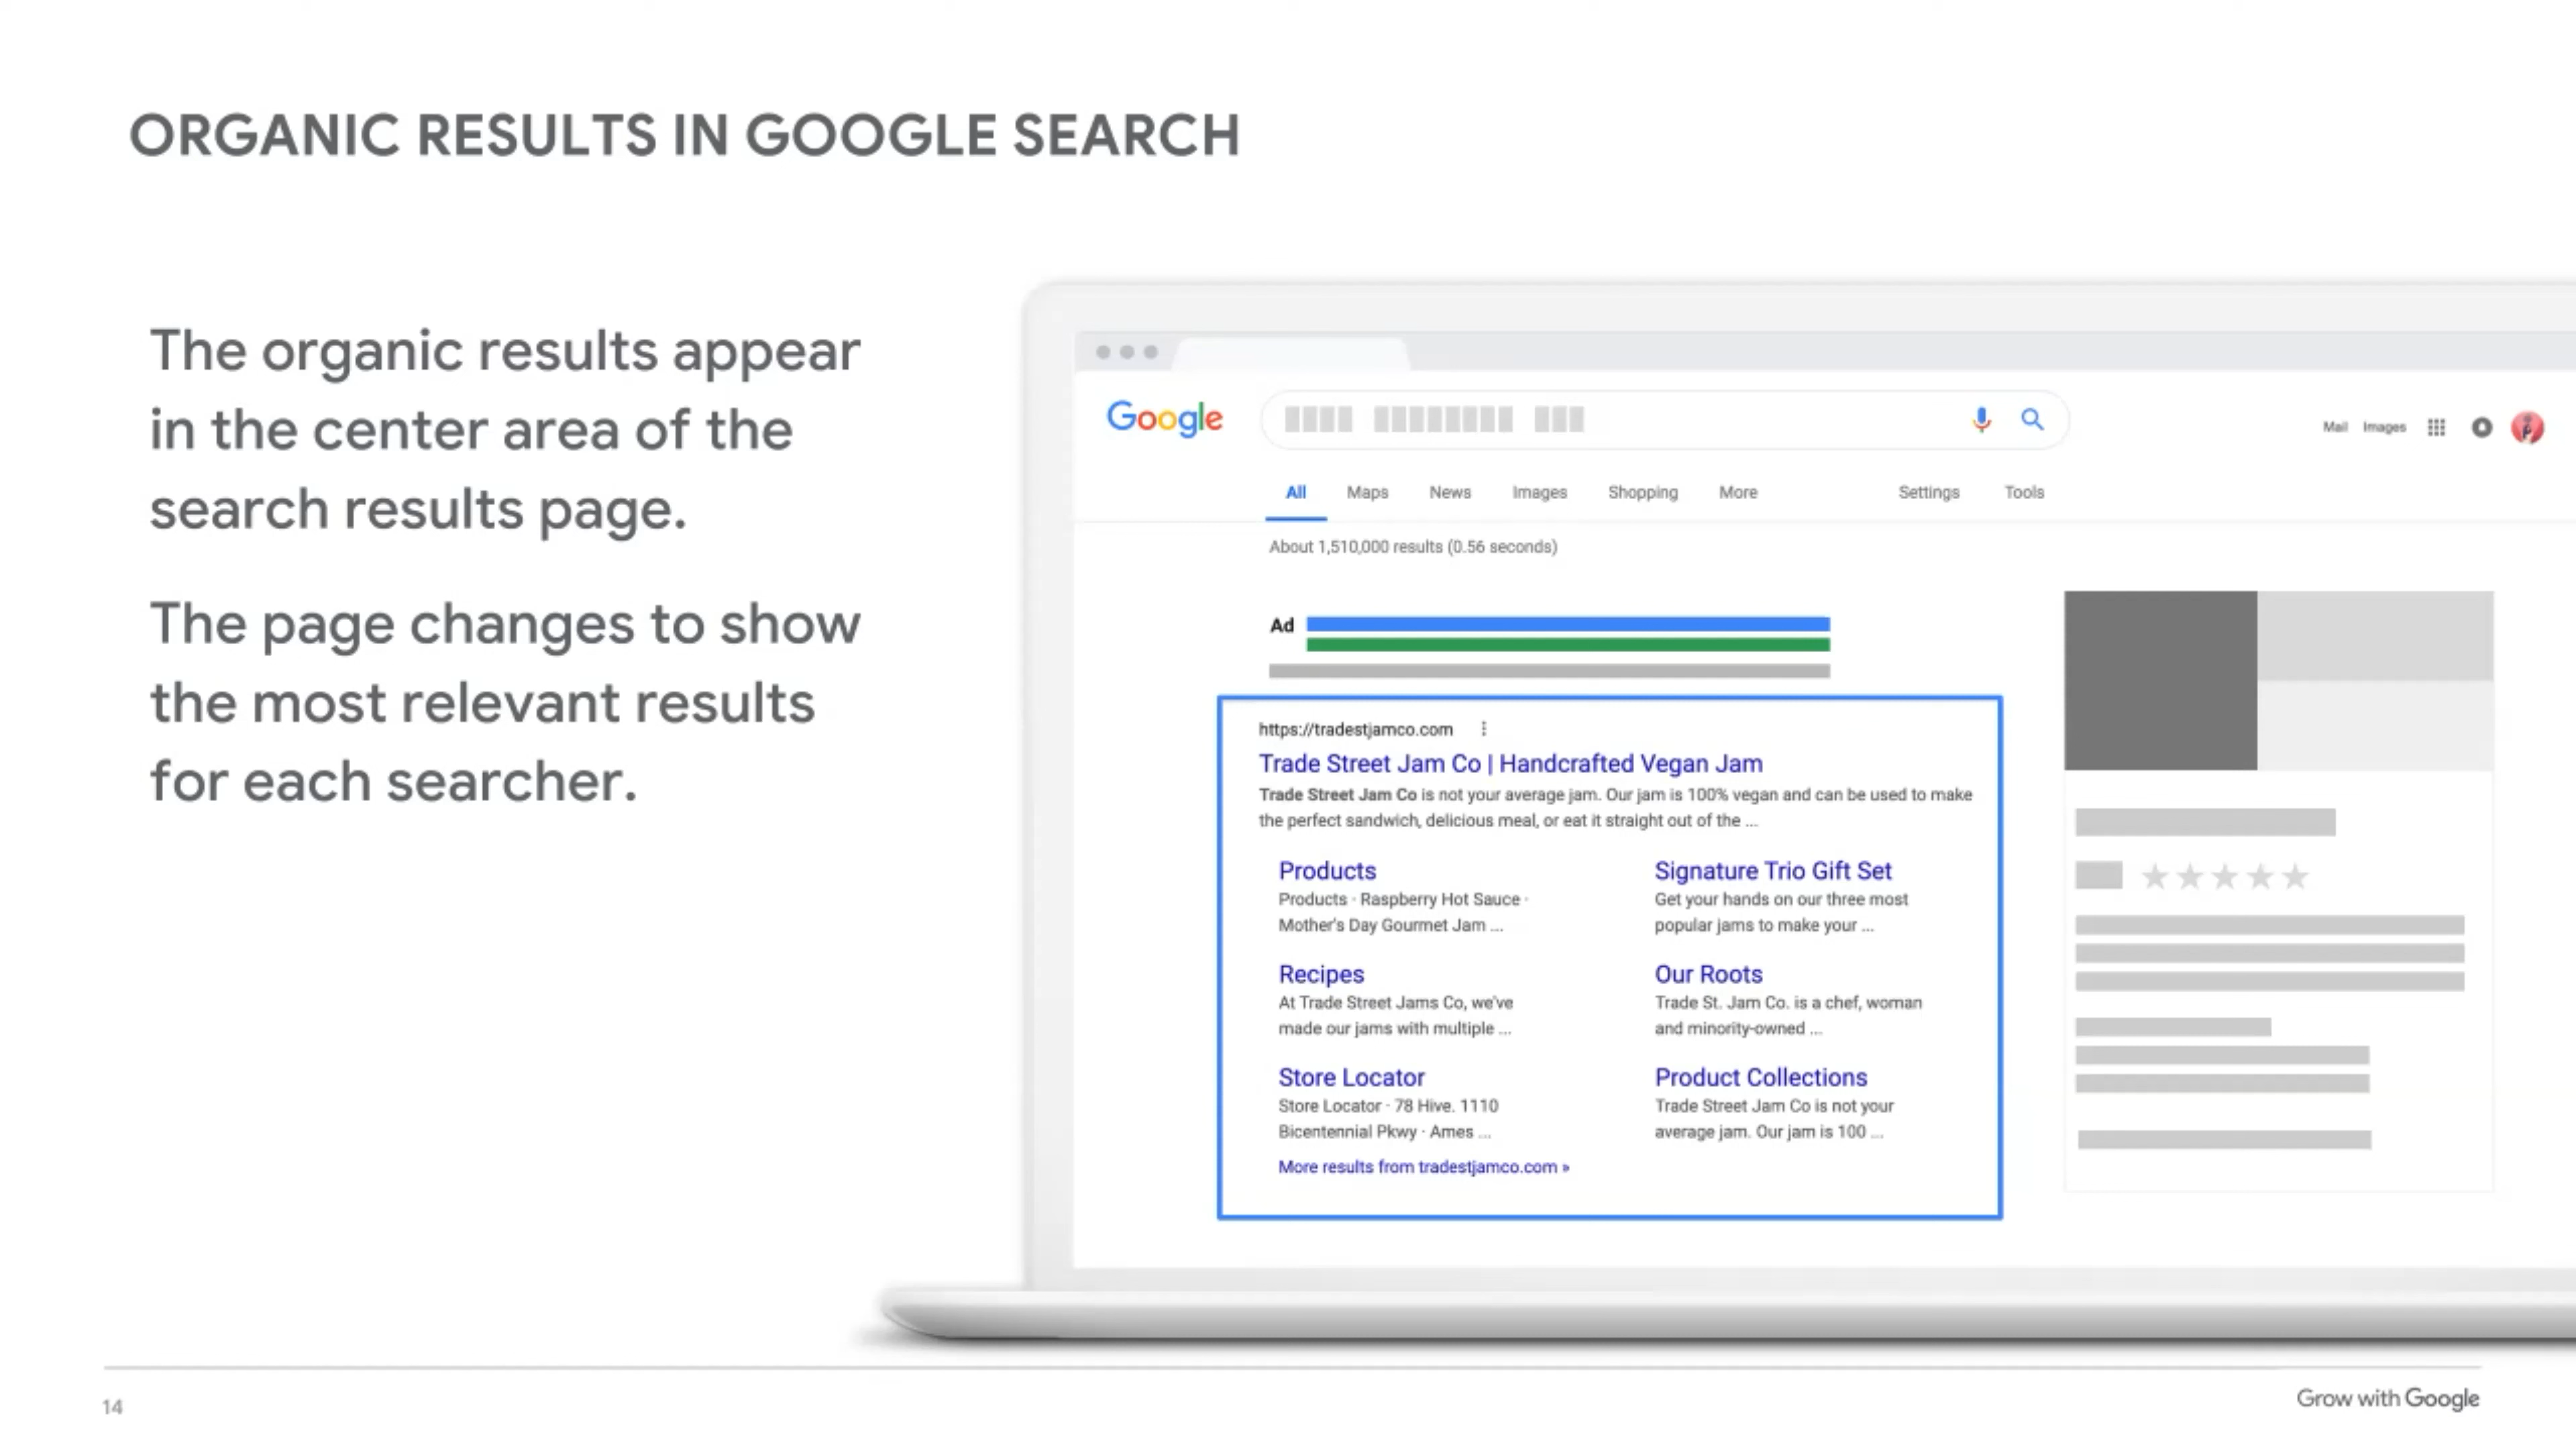 ORGANIC RESULTS IN GOOGLE SEARCH
The organic results appear
in the center area of the
search results page.
The page changes to show
the most relevant results
for each searcher.
Google
Mail Images
All Maps News Images Shopping More Settings Tools
About 1,510,000 results (0.56 seconds)
Ad
https://tradestjamco.com
Trade Street Jam Co | Handcrafted Vegan Jam
Trade Street Jam Co is not your average jam. Our jam is 100% vegan and can be used to make
the perfect sandwich, delicious meal, or eat it straight out of the ...
Products
Products · Raspberry Hot Sauce ·
Mother's Day Gourmet Jam ...
Signature Trio Gift Set
Get your hands on our three most
popular jams to make your ...
Recipes
At Trade Street Jams Co, we've
made our jams with multiple ...
Our Roots
Trade St. Jam Co. is a chef, woman
and minority-owned ...
Store Locator
Store Locator · 78 Hive. 1110
Bicentennial Pkwy · Ames ...
Product Collections
Trade Street Jam Co is not your
average jam. Our jam is 100 ...
More results from tradestjamco.com »
14
Grow with Google